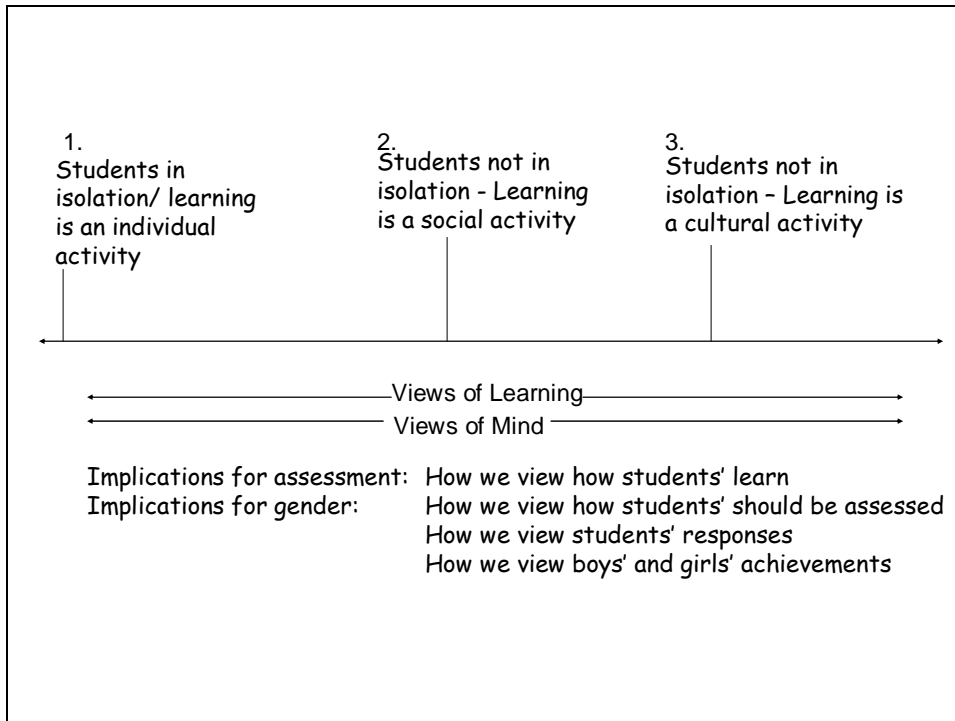 1.
Students in
isolation/ learning
is an individual
activity
2.
Students not in
isolation - Learning
is a social activity
3.
Students not in
isolation – Learning is
a cultural activity
Views of Learning
Views of Mind
Implications for assessment: How we view how students' learn
Implications for gender: How we view how students' should be assessed
How we view students' responses
How we view boys' and girls' achievements